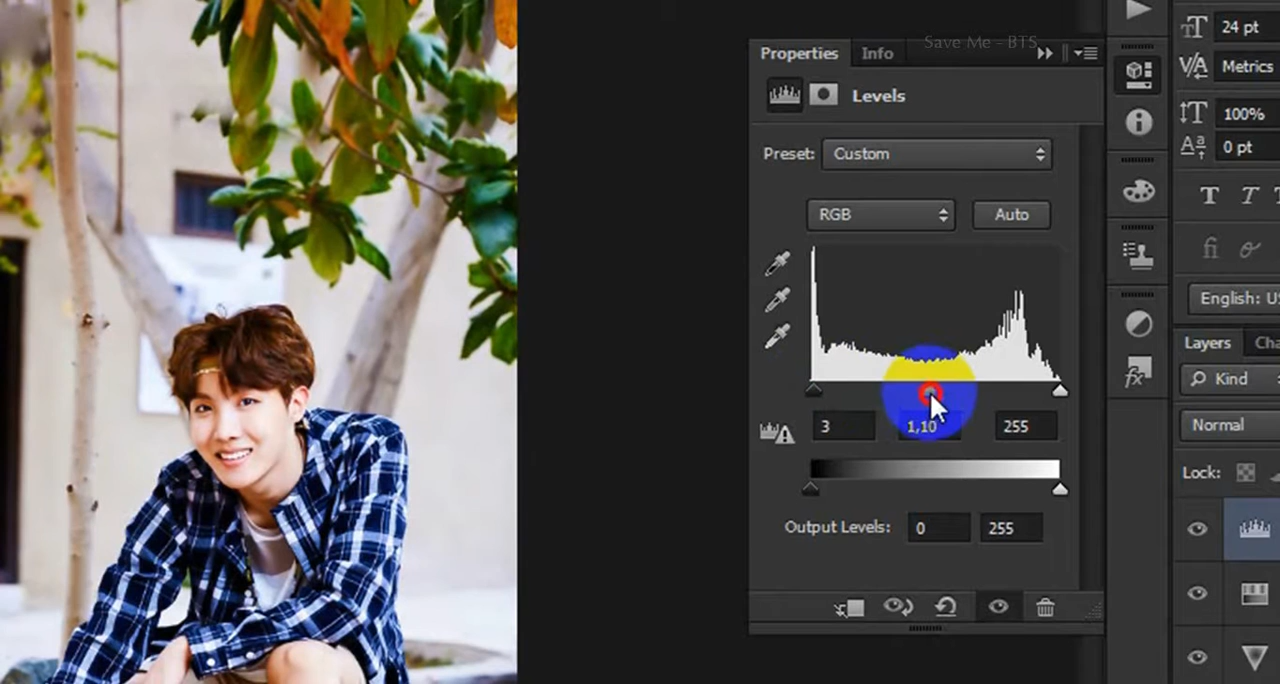 Save Me - BTS
Properties
Info
Levels
Preset:
Custom
RGB
Auto
3
1,10
255
Output Levels:
0
255
24 pt
Metrics
100%
0 pt
T
T
fi
English: U
Layers
Cha
Kind
Normal
Lock:
fx